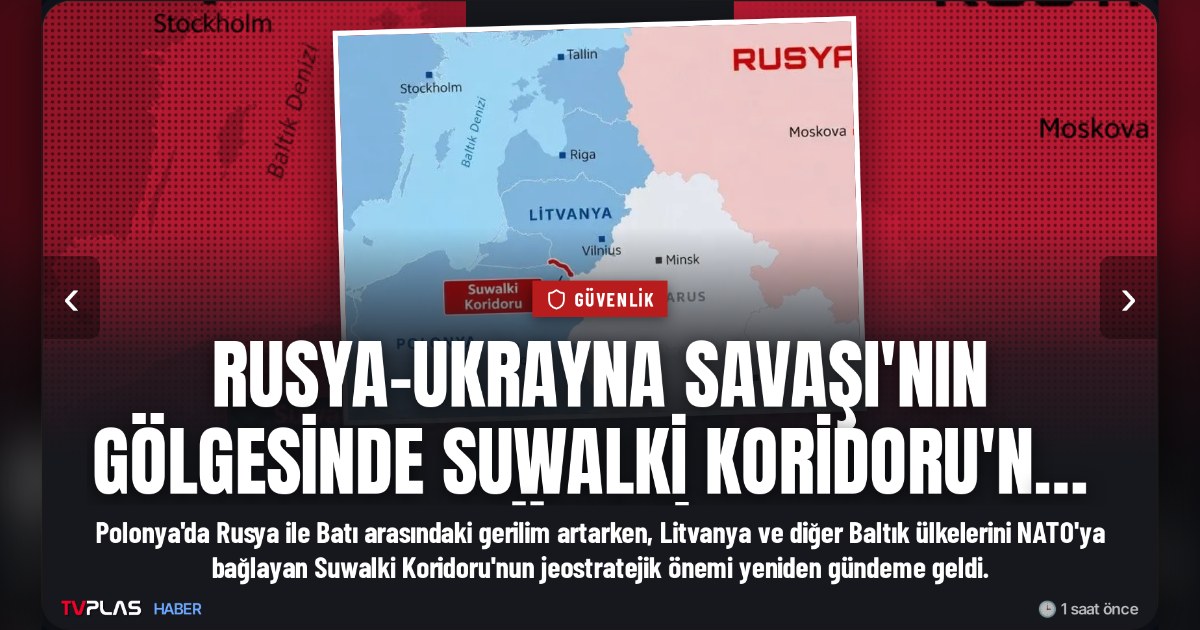 Stockholm
Baltık Denizi
Moskova
Tallin
RUSYA
Stockholm
Baltık Denizi
Moskova
Riga
LİTVANYA
Vilnius
Minsk
Suwalki
Koridoru
GÜVENLİK
ARUS
POLONYA
RUSYA-UKRAYNA SAVAŞI'NIN
GÖLGESİNDE SUWALKİ KORİDORU'N...
Polonya'da Rusya ile Batı arasındaki gerilim artarken, Litvanya ve diğer Baltık ülkelerini NATO'ya
bağlayan Suwalki Koridoru'nun jeostratejik önemi yeniden gündeme geldi.
TVPLAS HABER
1 saat önce